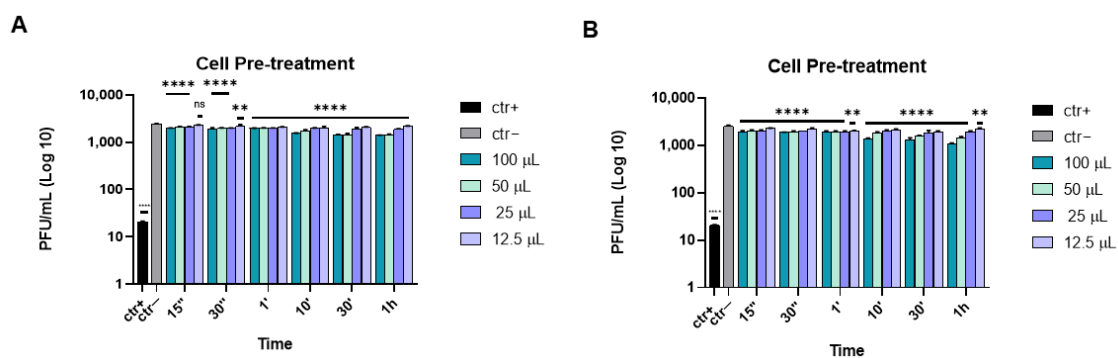 A
Cell Pre-treatment
**** ****
ns
** ****
10,000
1,000
100
10
1
PFU/mL (Log 10)
****
ctr+ ctr− 15" 30" 1' 10' 30' 1h
Time
ctr+
ctr−
100 μL
50 μL
25 μL
12.5 μL
B
Cell Pre-treatment
**** ** **** **
10,000
1,000
100
10
1
PFU/mL (Log 10)
****
ctr+ ctr− 15" 30" 1' 10' 30' 1h
Time
ctr+
ctr−
100 μL
50 μL
25 μL
12.5 μL